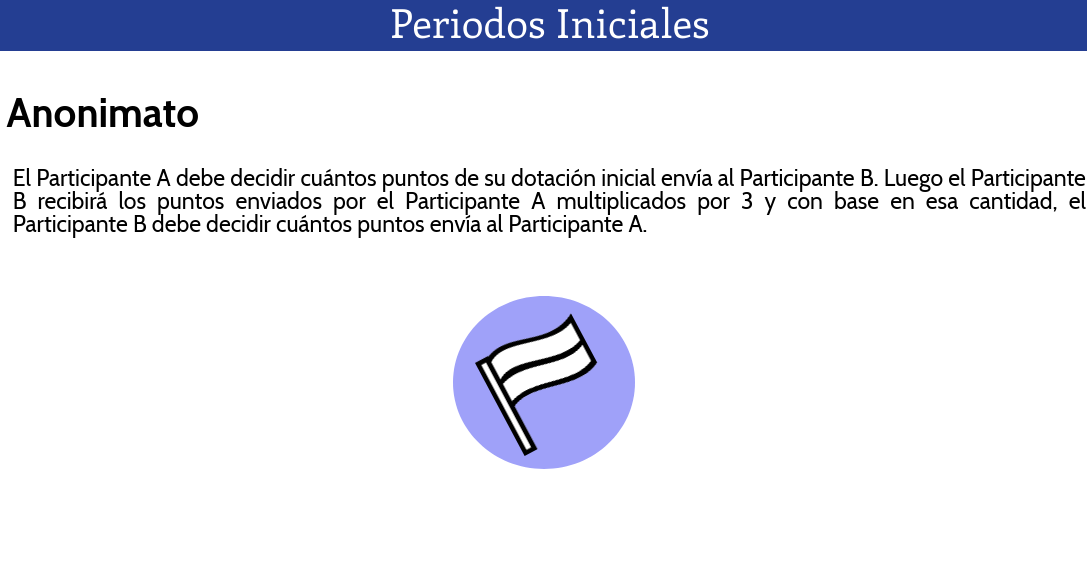 Periodos Iniciales
Anonimato
El Participante A debe decidir cuántos puntos de su dotación inicial envía al Participante B. Luego el Participante
B recibirá los puntos enviados por el Participante A multiplicados por 3 y con base en esa cantidad, el
Participante B debe decidir cuántos puntos envía al Participante A.